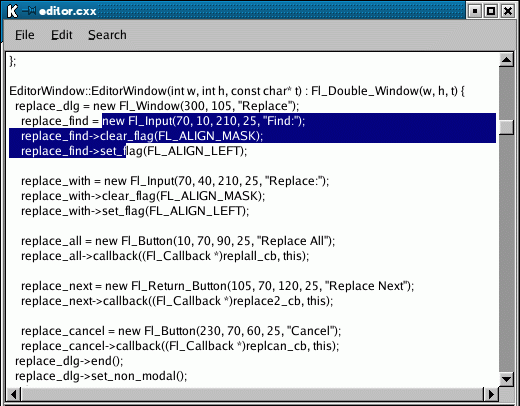 editor.cxx
File Edit Search
};
EditorWindow::EditorWindow(int w, int h, const char* t) : Fl_Double_Window(w, h, t) {
replace_dlg = new Fl_Window(300, 105, "Replace");
replace_find = new Fl_Input(70, 10, 210, 25, "Find:");
replace_find->clear_flag(FL_ALIGN_MASK);
replace_find->set_flag(FL_ALIGN_LEFT);
replace_with = new Fl_Input(70, 40, 210, 25, "Replace:");
replace_with->clear_flag(FL_ALIGN_MASK);
replace_with->set_flag(FL_ALIGN_LEFT);
replace_all = new Fl_Button(10, 70, 90, 25, "Replace All");
replace_all->callback((Fl_Callback *)replall_cb, this);
replace_next = new Fl_Return_Button(105, 70, 120, 25, "Replace Next");
replace_next->callback((Fl_Callback *)replace2_cb, this);
replace_cancel = new Fl_Button(230, 70, 60, 25, "Cancel");
replace_cancel->callback((Fl_Callback *)replcan_cb, this);
replace_dlg->end();
replace_dlg->set_non_modal();